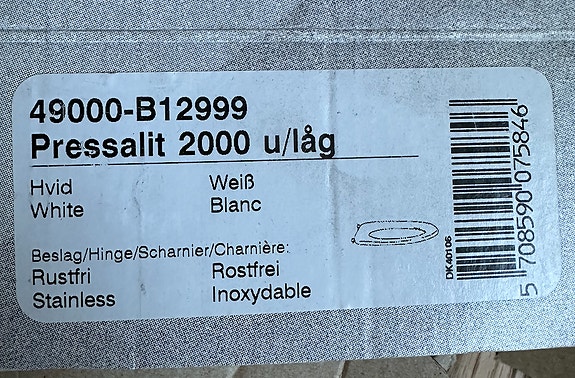 49000-B12999
Pressalit 2000 u/låg
Hvid Weiß
White Blanc
Beslag/Hinge/Scharnier/Charnière:
Rustfri Rostfrei
Stainless Inoxydable
DK40106
5 708590 075846